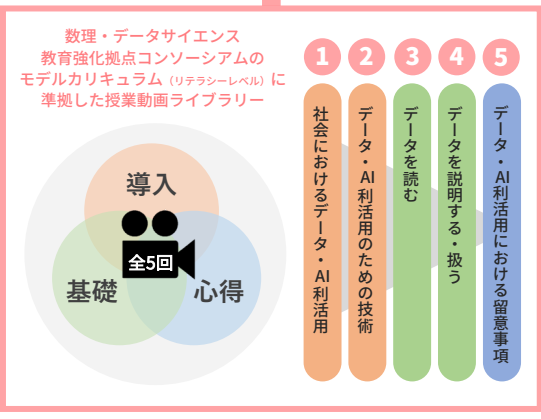 数理・データサイエンス
教育強化拠点コンソーシアムの
モデルカリキュラム（リテラシーレベル）に
準拠した授業動画ライブラリー
導入
全5回
基礎
心得
1
社会におけるデータ・AI利活用
2
データ・AI利活用のための技術
3
データを読む
4
データを説明する・扱う
5
データ・AI利活用における留意事項